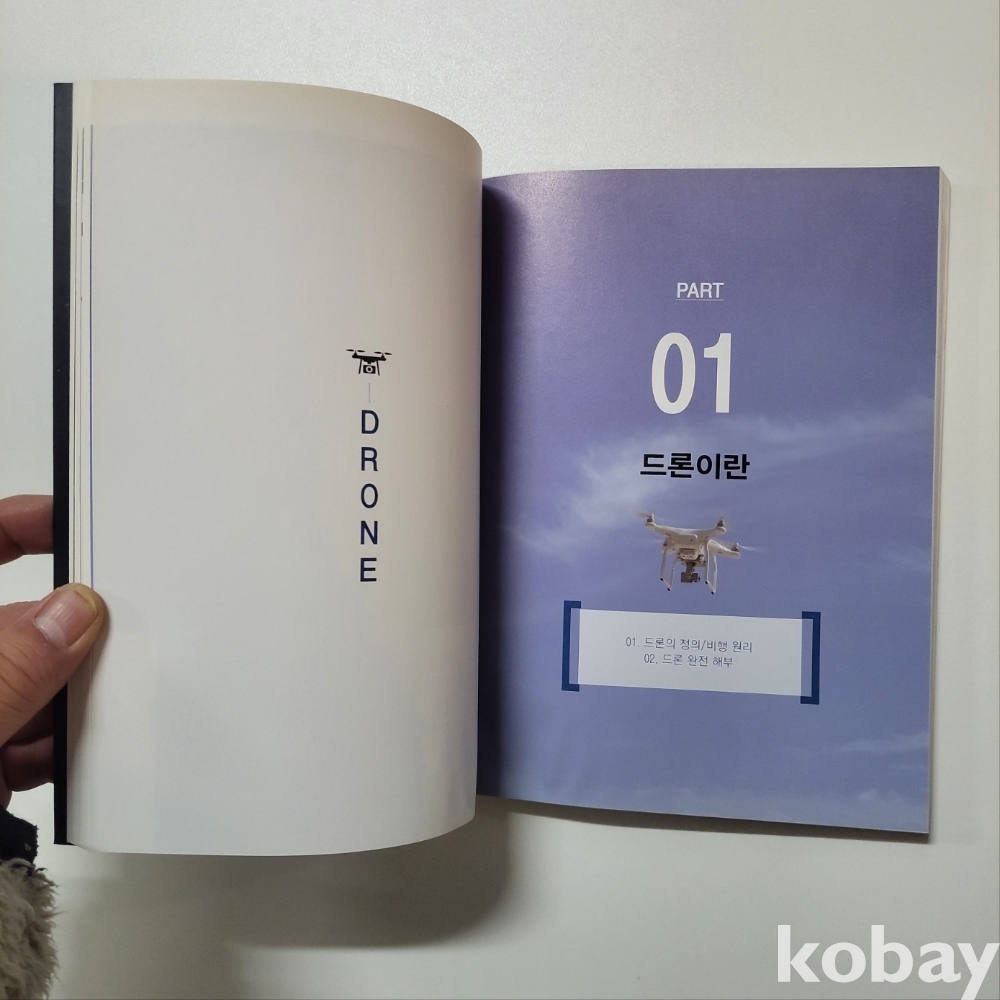 DRONE
PART
01
드론이란
01. 드론의 정의/비행 원리
02. 드론 완전 해부
kobay